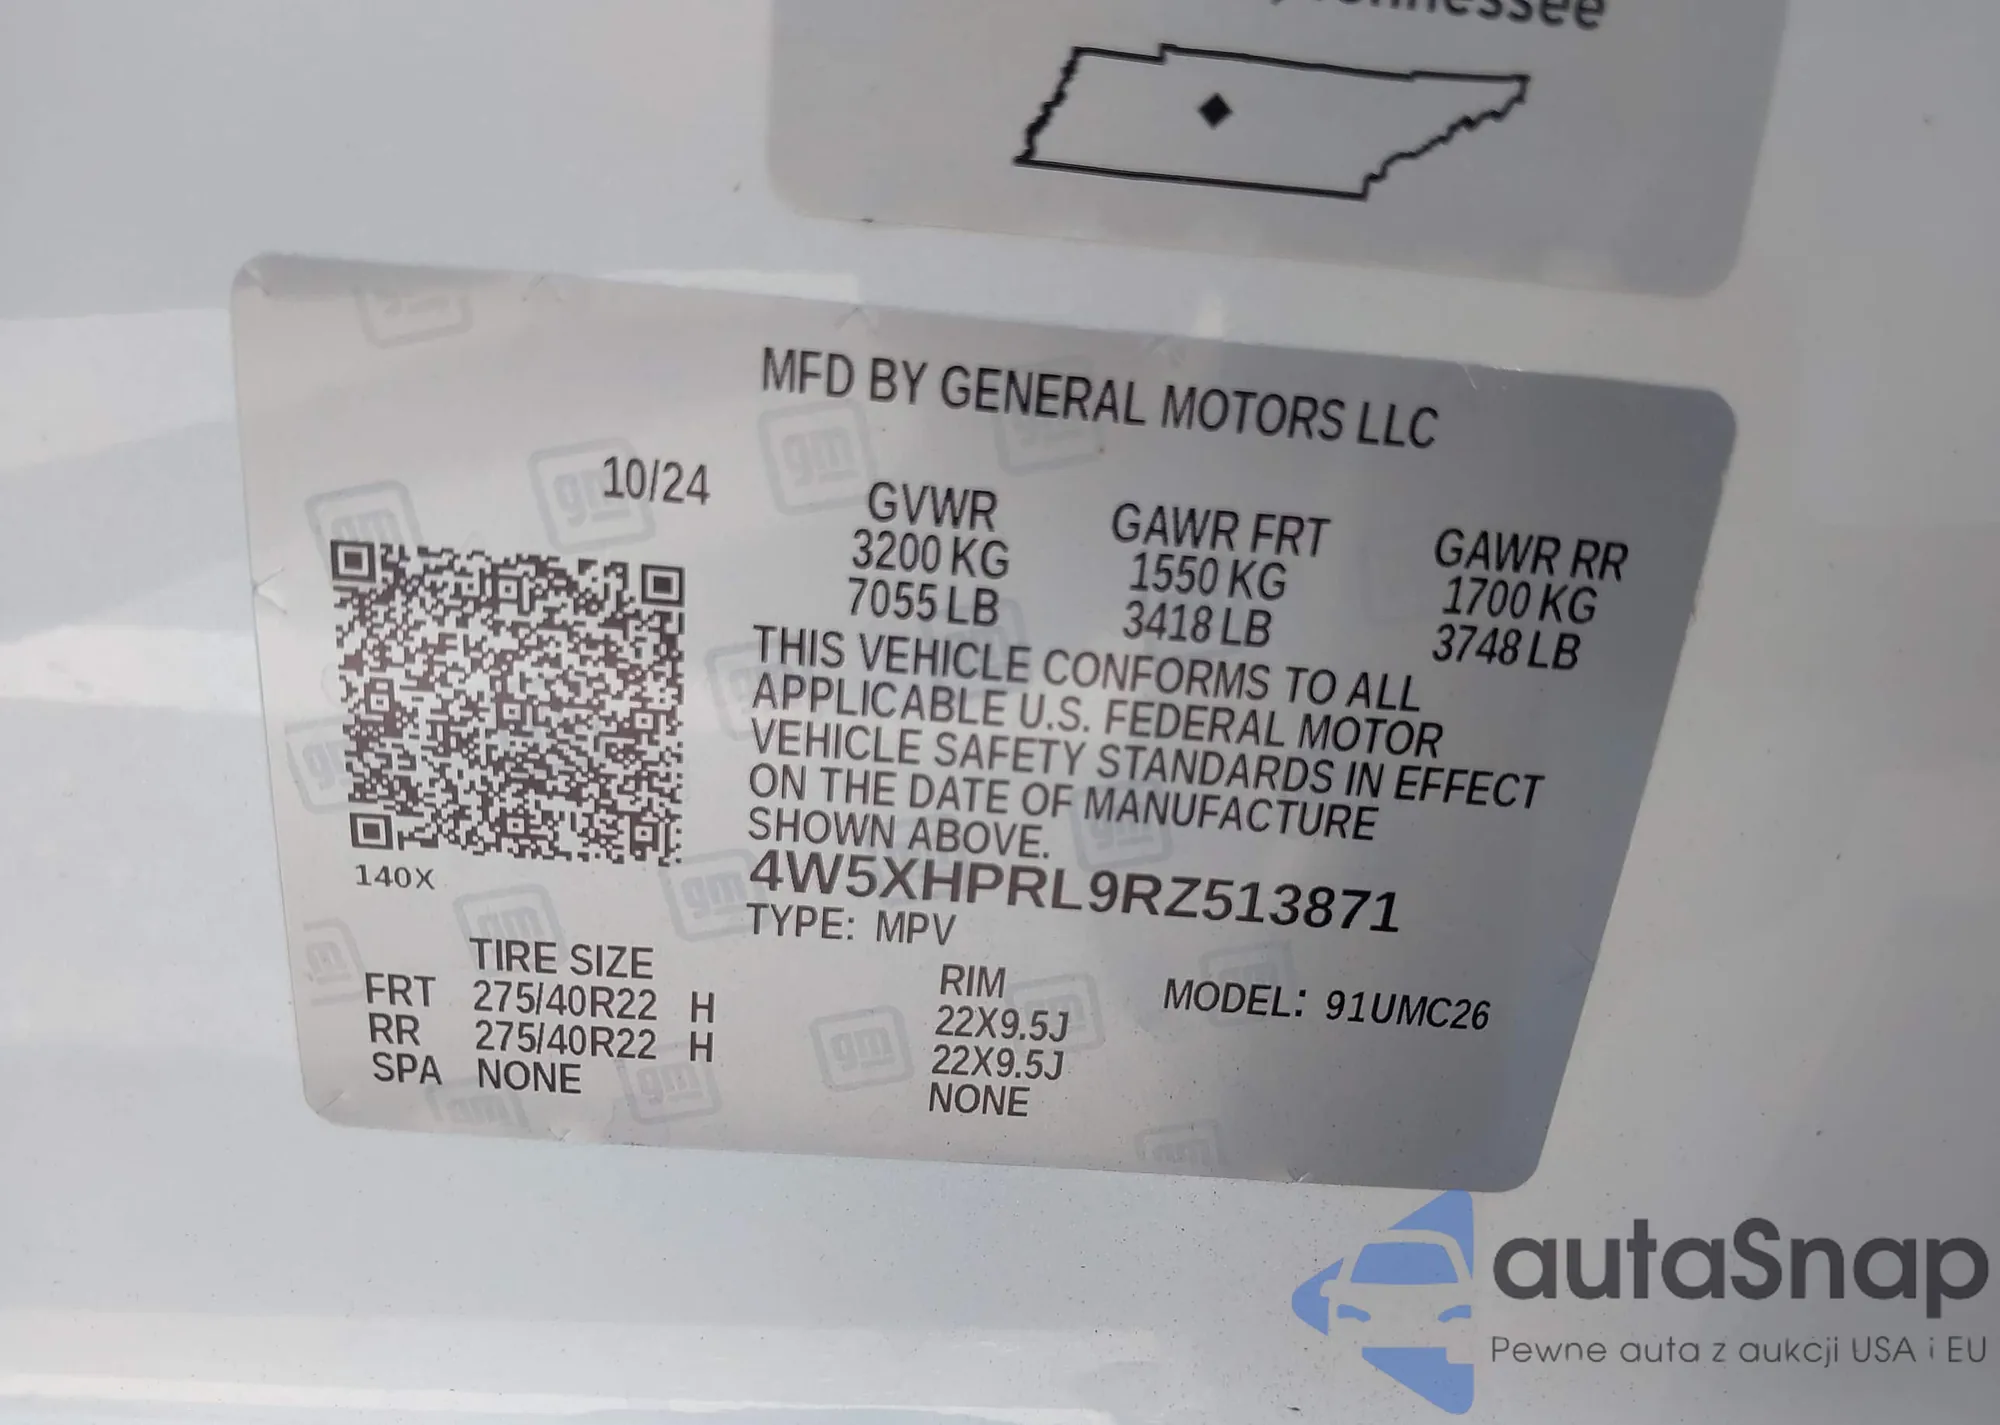 Tennessee
MFD BY GENERAL MOTORS LLC
10/24
GVWR GAWR FRT GAWR RR
3200 KG 1550 KG 1700 KG
7055 LB 3418 LB 3748 LB
THIS VEHICLE CONFORMS TO ALL
APPLICABLE U.S. FEDERAL MOTOR
VEHICLE SAFETY STANDARDS IN EFFECT
ON THE DATE OF MANUFACTURE
SHOWN ABOVE.
140X
4W5XHPRL9RZ513871
TYPE: MPV
TIRE SIZE RIM MODEL: 91UMC26
FRT 275/40R22 H 22X9.5J
RR 275/40R22 H 22X9.5J
SPA NONE NONE
autaSnap
Pewne auta z aukcji USA i EU